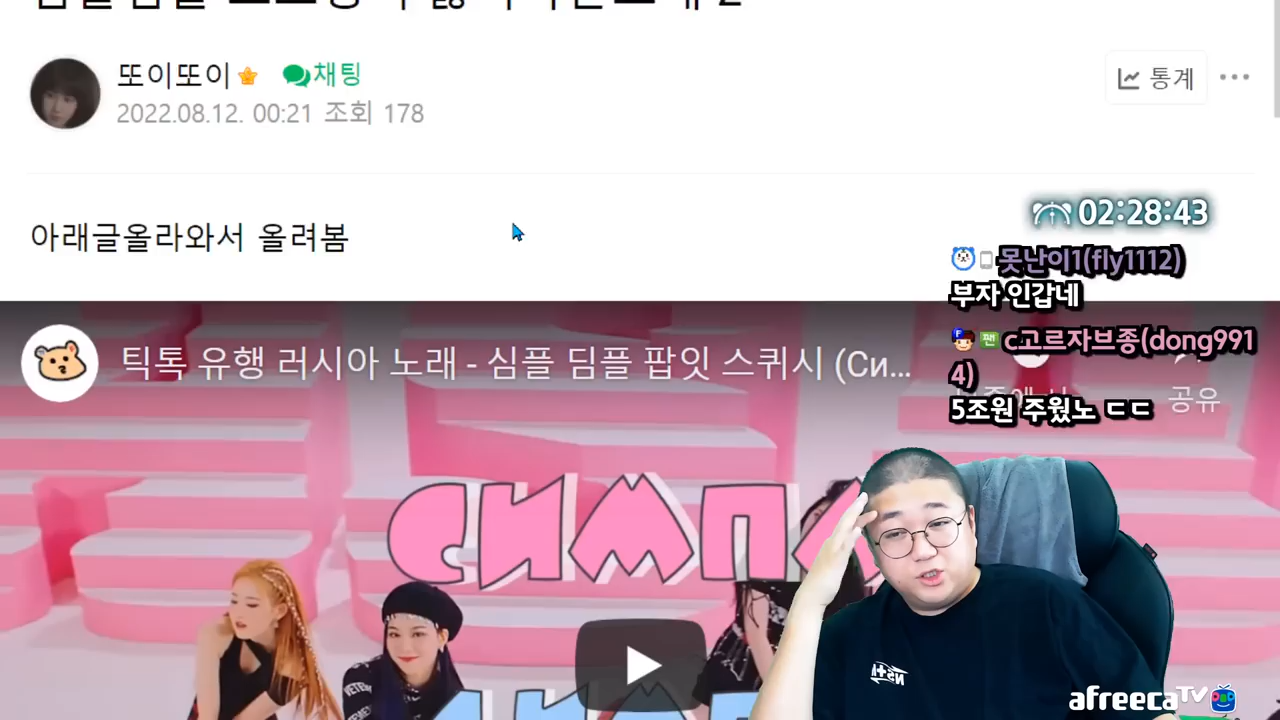 또이또이
채팅
2022.08.12. 00:21 조회 178
통계
아래글올라와서 올려봄
02:28:43
못난이1(fly1112)
부자 인갑네
c고르자브종(dong991
4)
5조원 주웠노 ㄷㄷ
틱톡 유행 러시아 노래 - 심플 딤플 팝잇 스퀴시 (Си...
공유
СИМП
afreecaTV